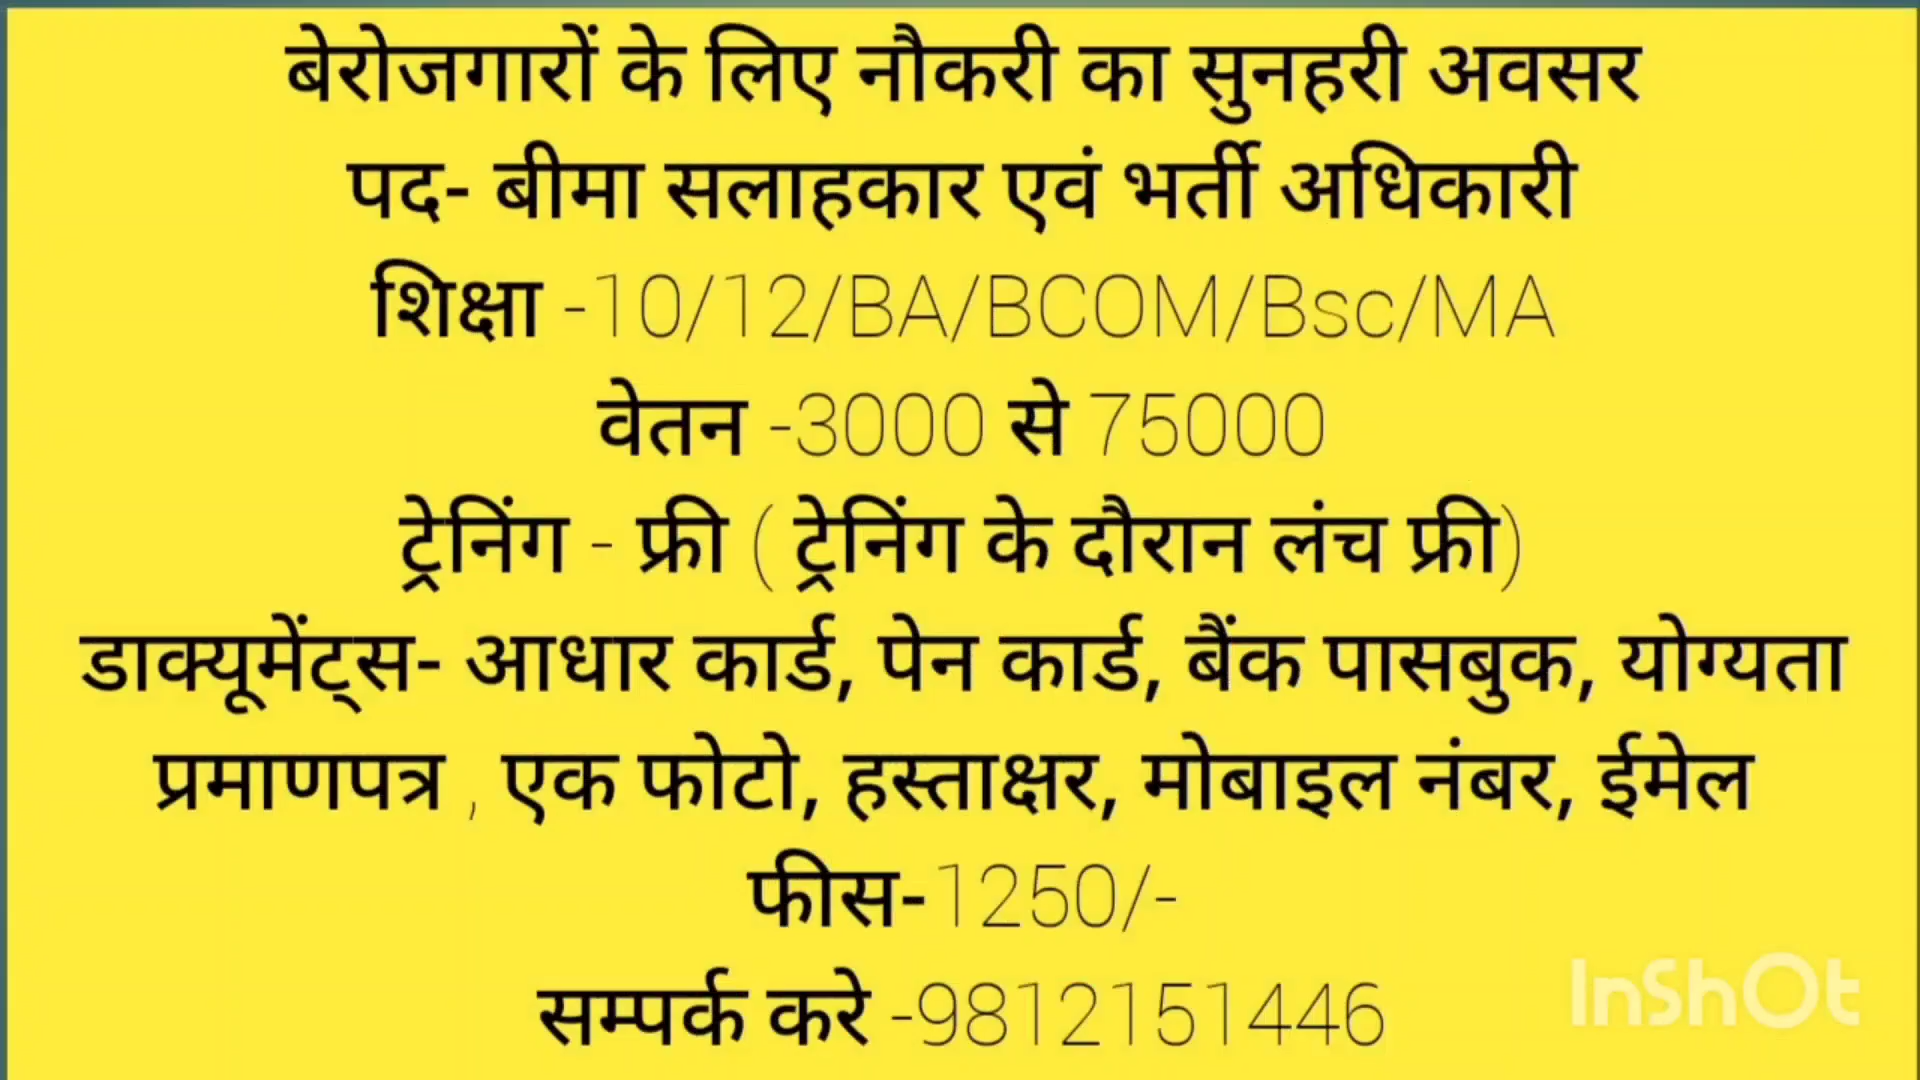 बेरोजगारों के लिए नौकरी का सुनहरी अवसर
पद- बीमा सलाहकार एवं भर्ती अधिकारी
शिक्षा -10/12/BA/BCOM/Bsc/MA
वेतन -3000 से 75000
ट्रेनिंग - फ्री ( ट्रेनिंग के दौरान लंच फ्री)
डाक्यूमेंट्स- आधार कार्ड, पेन कार्ड, बैंक पासबुक, योग्यता
प्रमाणपत्र , एक फोटो, हस्ताक्षर, मोबाइल नंबर, ईमेल
फीस-1250/-
सम्पर्क करे -9812151446
InShOt